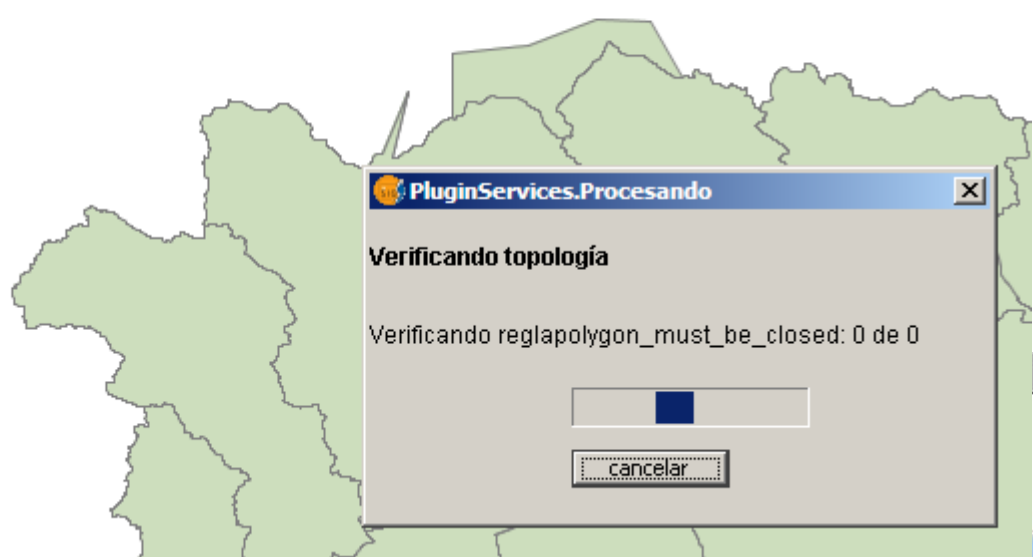 PluginServices.Procesando
Verificando topología
Verificando reglapolygon_must_be_closed: 0 de 0
cancelar